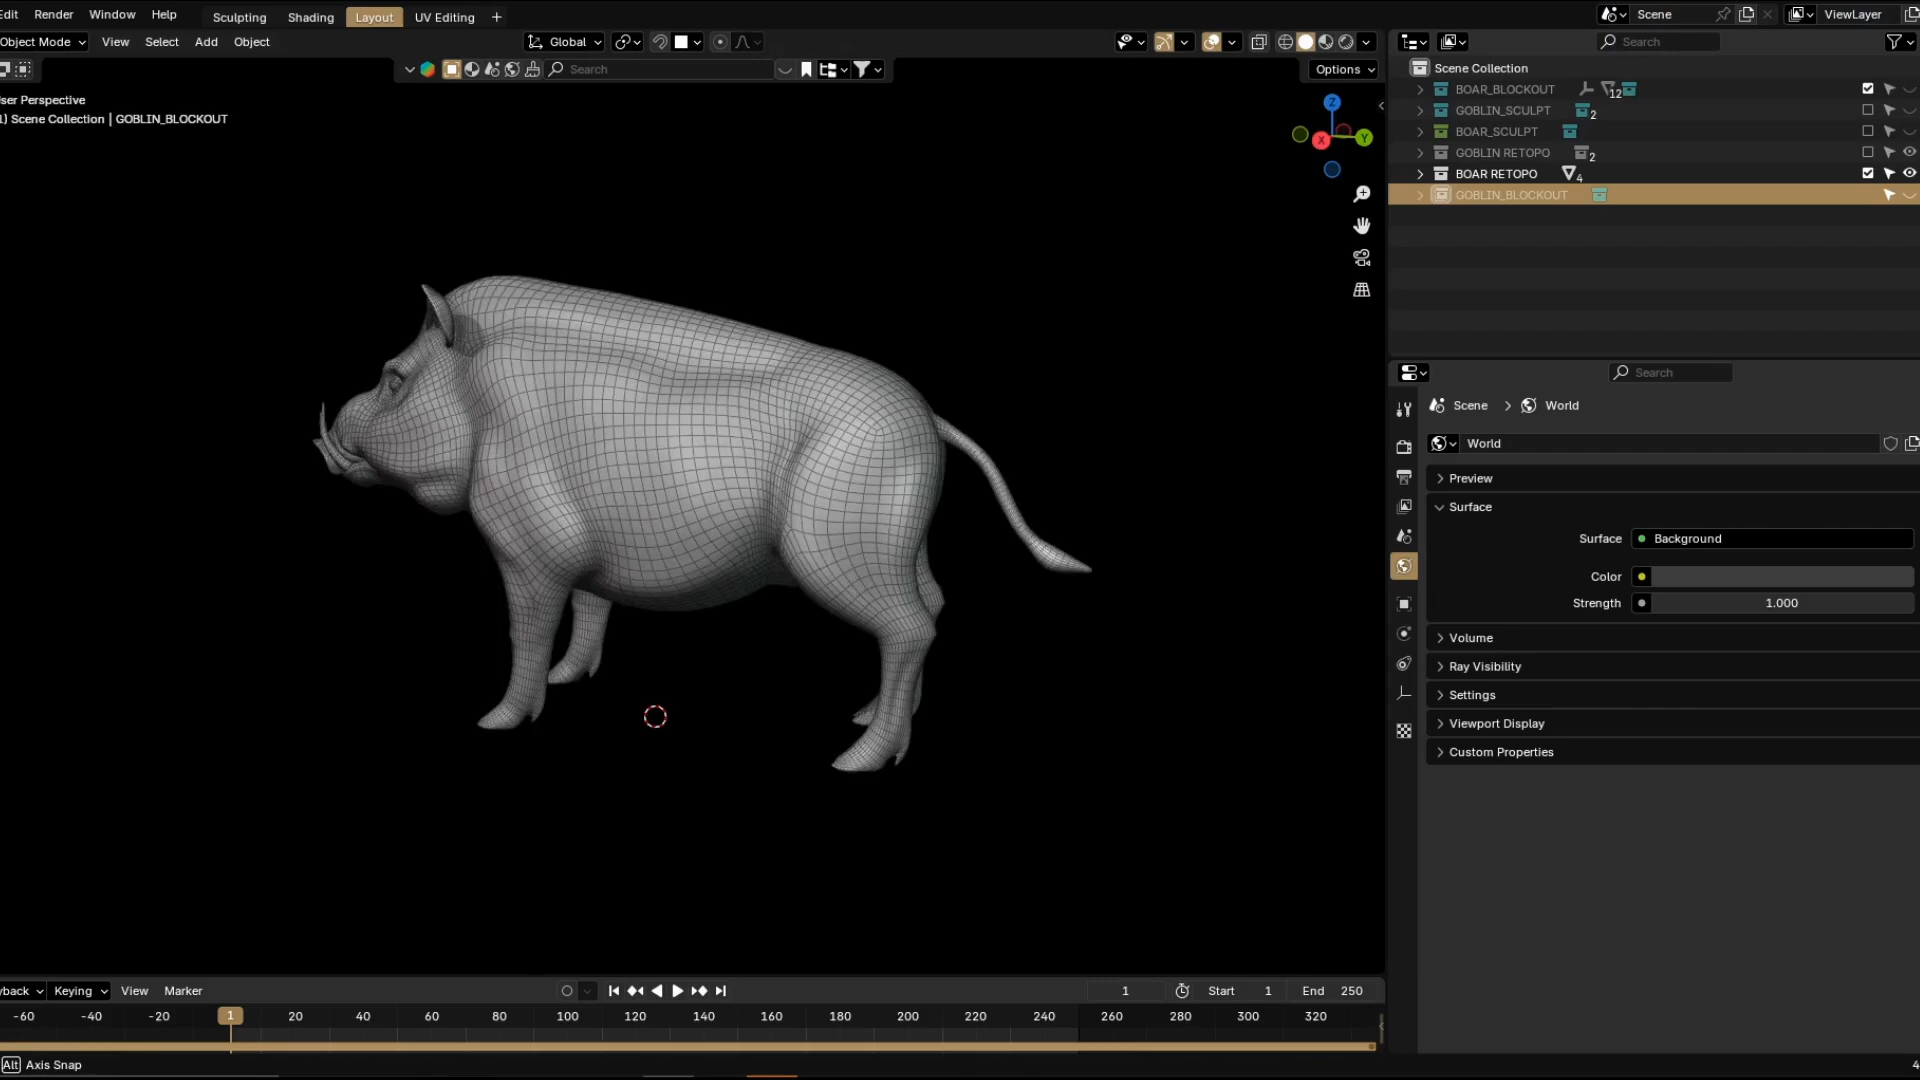 Edit Render Window Help Sculpting Shading Layout UV Editing + Scene ViewLayer
Object Mode View Select Add Object Global Search
Search Options
User Perspective
(1) Scene Collection | GOBLIN_BLOCKOUT
Z
X Y
Scene Collection
BOAR_BLOCKOUT 12
GOBLIN_SCULPT 2
BOAR_SCULPT
GOBLIN RETOPO 2
BOAR RETOPO 4
GOBLIN_BLOCKOUT
Search
Scene > World
World
Preview
Surface
Surface Background
Color
Strength 1.000
Volume
Ray Visibility
Settings
Viewport Display
Custom Properties
yback Keying View Marker 1 Start 1 End 250
-60 -40 -20 1 20 40 60 80 100 120 140 160 180 200 220 240 260 280 300 320
Alt Axis Snap 4